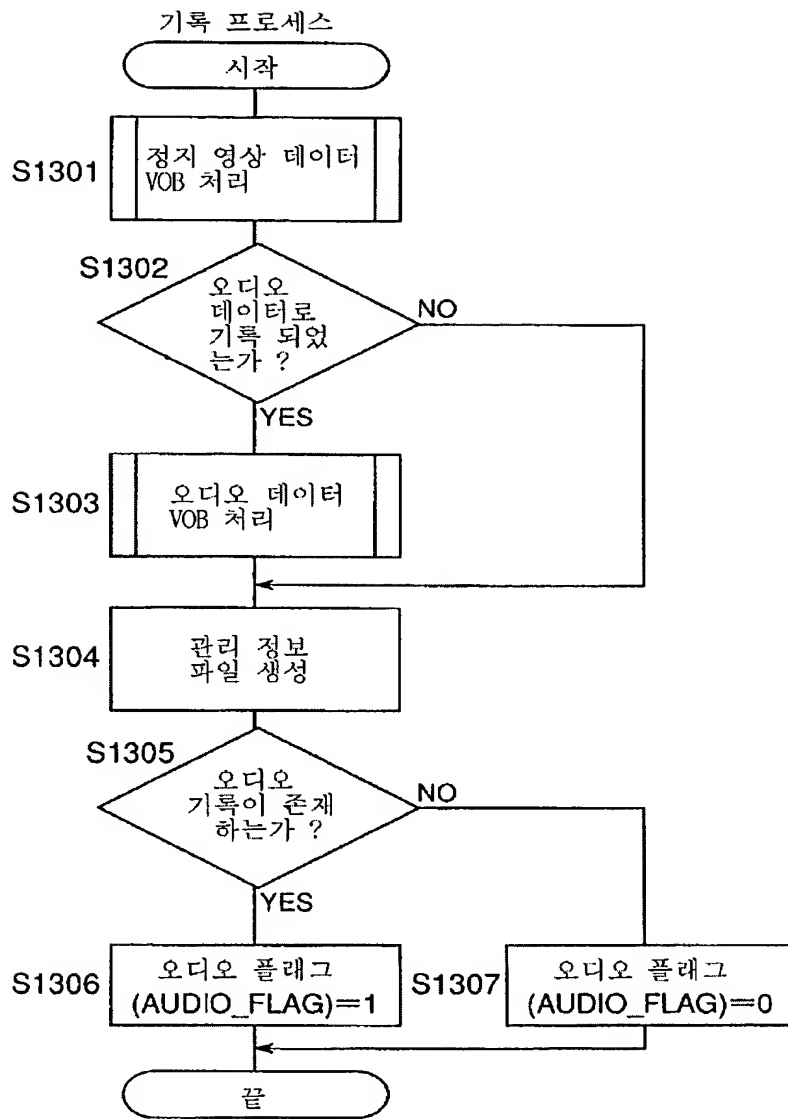 기록 프로세스
시작
S1301
정지 영상 데이터
VOB 처리
S1302
오디오
데이터로
기록 되었
는가 ?
NO
YES
S1303
오디오 데이터
VOB 처리
S1304
관리 정보
파일 생성
S1305
오디오
기록이 존재
하는가 ?
NO
YES
S1306
오디오 플래그
(AUDIO_FLAG)=1
S1307
오디오 플래그
(AUDIO_FLAG)=0
끝